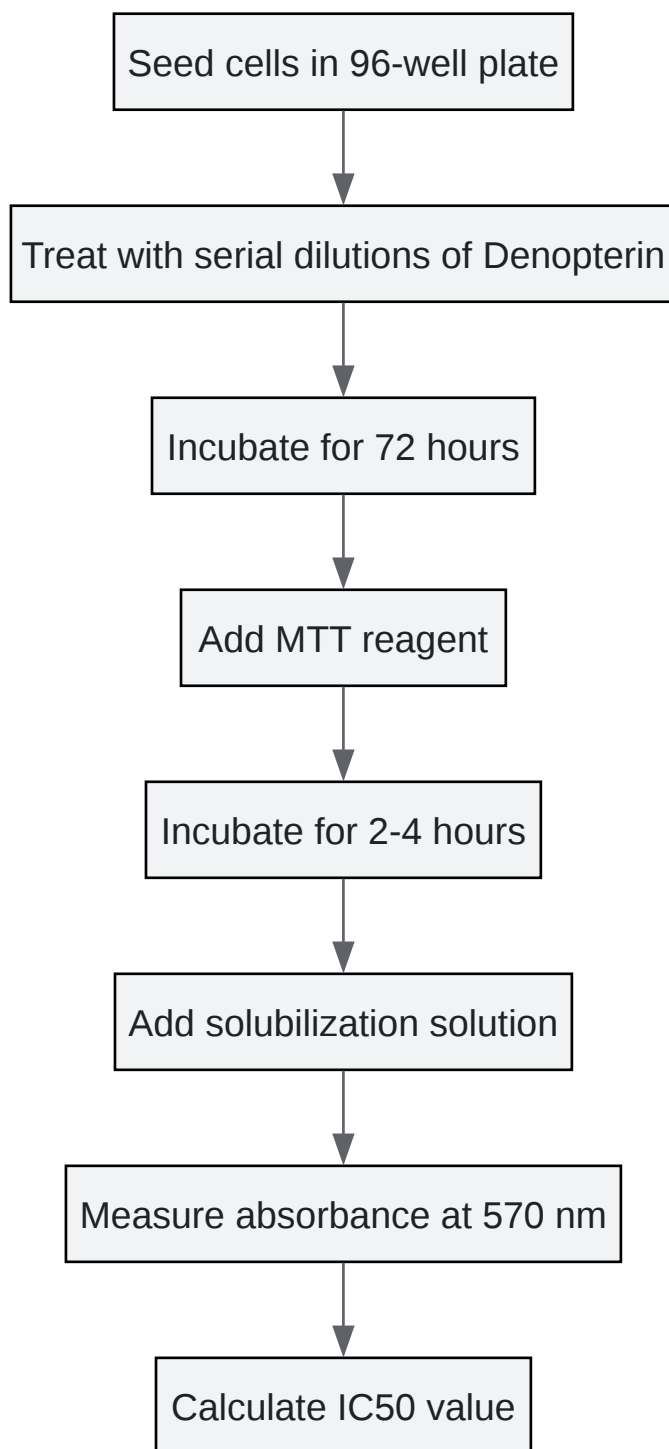 Seed cells in 96-well plate
Treat with serial dilutions of Denopterin
Incubate for 72 hours
Add MTT reagent
Incubate for 2-4 hours
Add solubilization solution
Measure absorbance at 570 nm
Calculate IC50 value